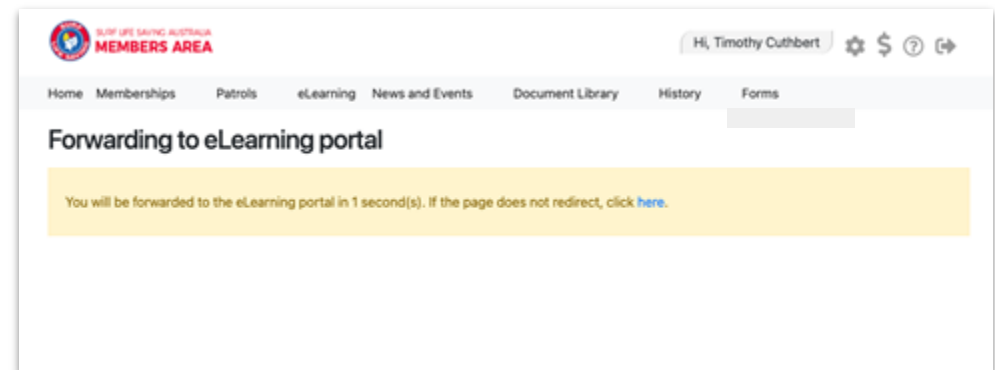 SURF LIFE SAVING AUSTRALIA
MEMBERS AREA
Hi, Timothy Cuthbert
Home Memberships Patrols eLearning News and Events Document Library History Forms
Forwarding to eLearning portal
You will be forwarded to the eLearning portal in 1 second(s). If the page does not redirect, click here.